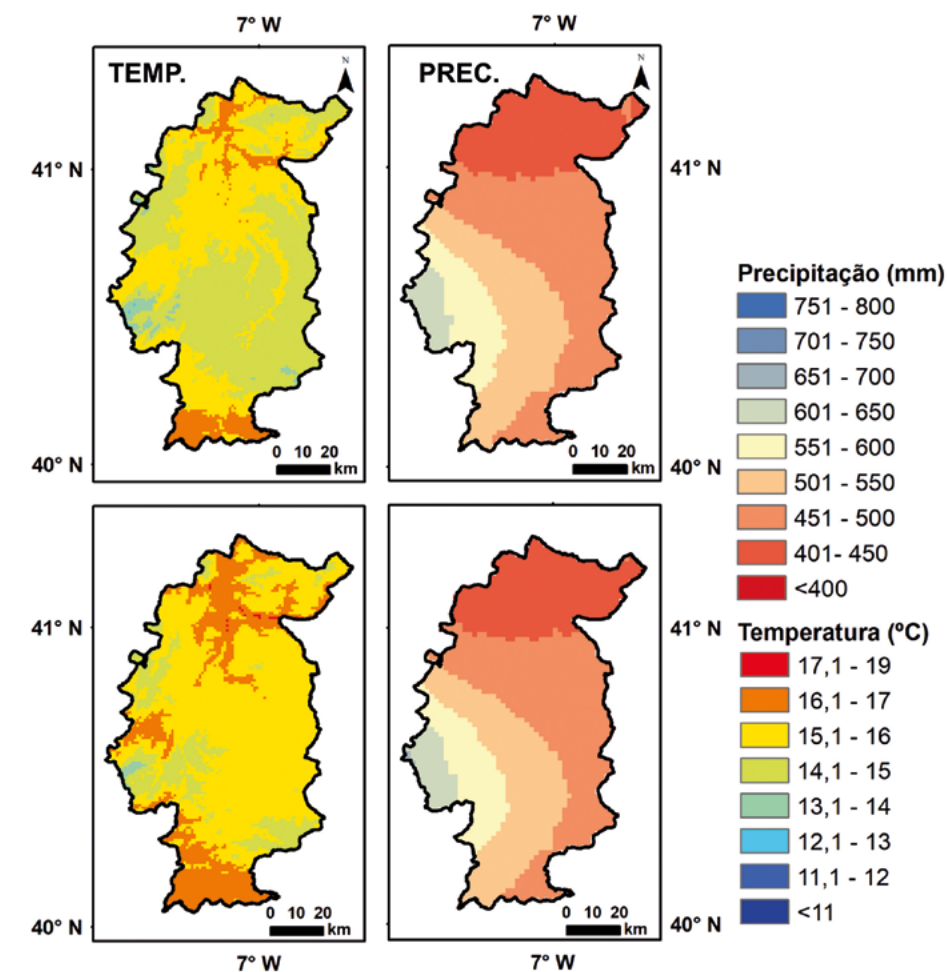 7° W
7° W
TEMP.
N
PREC.
N
41° N
41° N
0 10 20
km
0 10 20
km
40° N
40° N
Precipitação (mm)
751 - 800
701 - 750
651 - 700
601 - 650
551 - 600
501 - 550
451 - 500
401- 450
<400
41° N
41° N
Temperatura (ºC)
17,1 - 19
16,1 - 17
15,1 - 16
14,1 - 15
13,1 - 14
12,1 - 13
11,1 - 12
<11
0 10 20
km
0 10 20
km
40° N
40° N
7° W
7° W